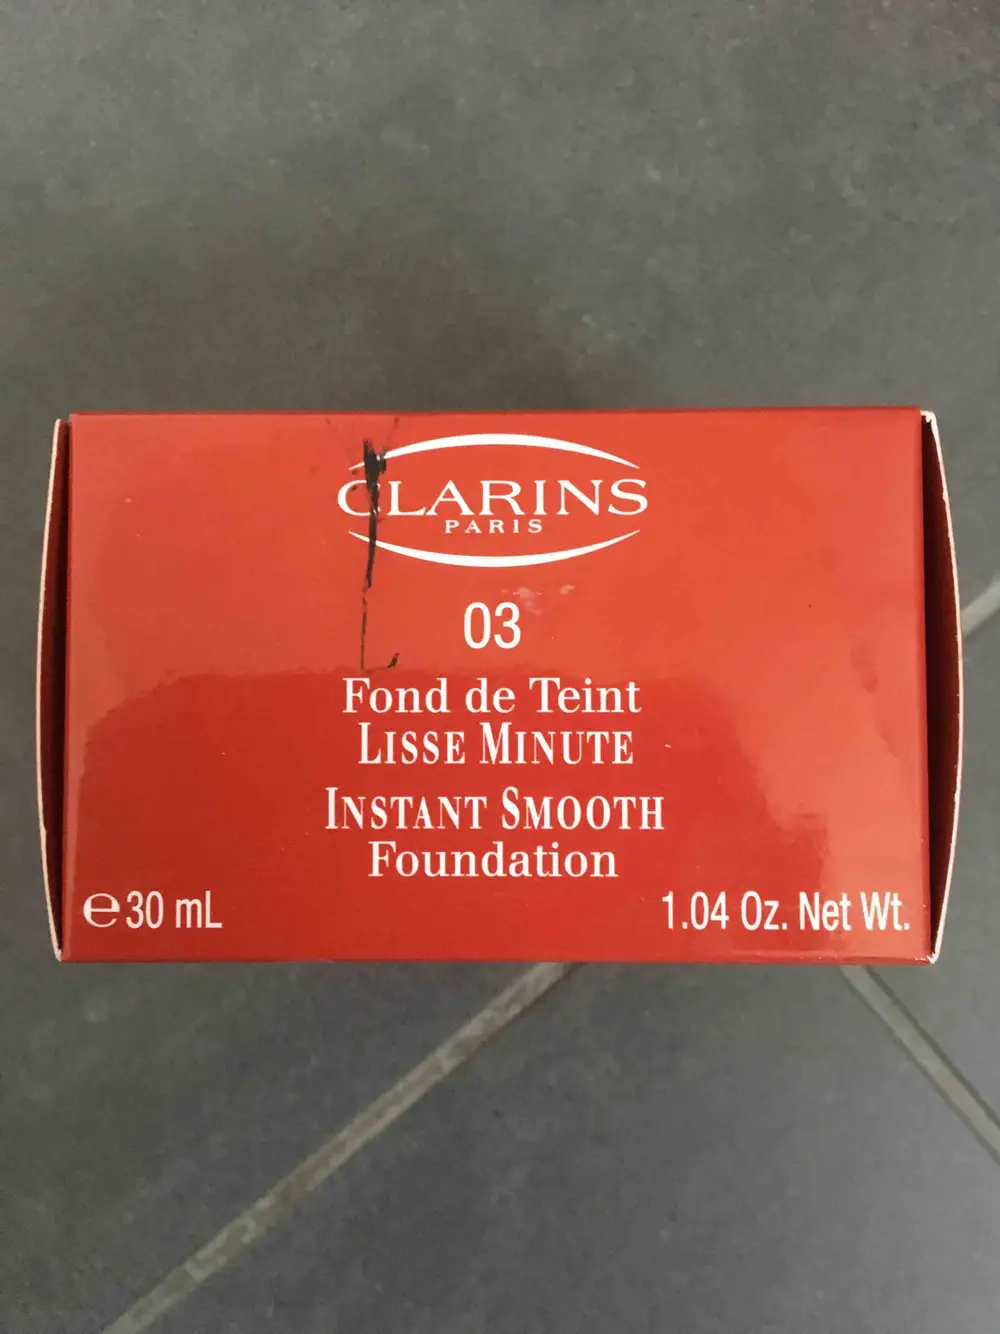 CLARINS
PARIS
03
Fond de Teint
LISSE MINUTE
INSTANT SMOOTH
Foundation
℮30 mL
1.04 Oz. Net Wt.